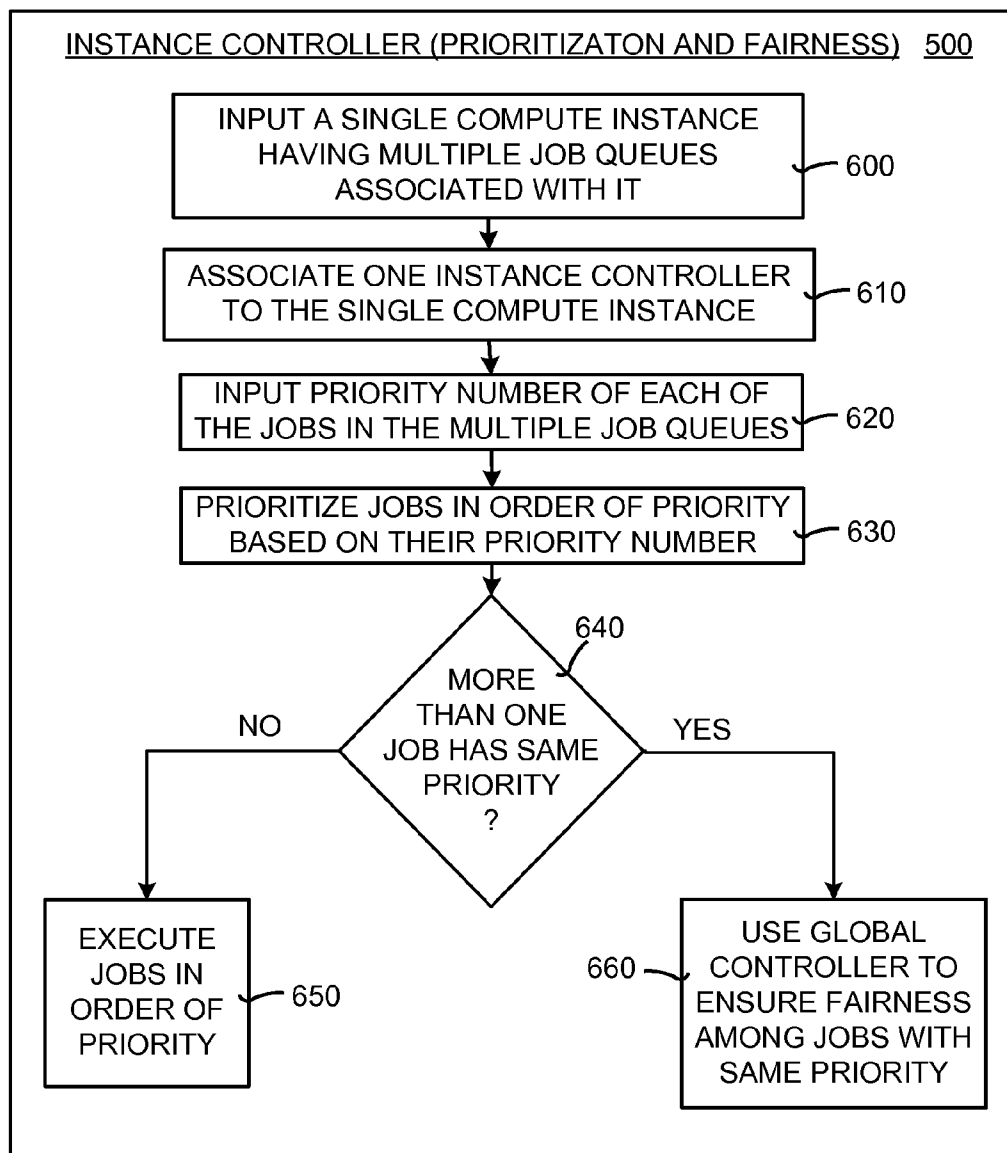 INSTANCE CONTROLLER (PRIORITIZATON AND FAIRNESS) 500
INPUT A SINGLE COMPUTE INSTANCE
HAVING MULTIPLE JOB QUEUES
ASSOCIATED WITH IT
600
ASSOCIATE ONE INSTANCE CONTROLLER
TO THE SINGLE COMPUTE INSTANCE
610
INPUT PRIORITY NUMBER OF EACH OF
THE JOBS IN THE MULTIPLE JOB QUEUES
620
PRIORITIZE JOBS IN ORDER OF PRIORITY
BASED ON THEIR PRIORITY NUMBER
630
640
MORE
THAN ONE
JOB HAS SAME
PRIORITY
?
NO
YES
EXECUTE
JOBS IN
ORDER OF
PRIORITY
650
660
USE GLOBAL
CONTROLLER TO
ENSURE FAIRNESS
AMONG JOBS WITH
SAME PRIORITY